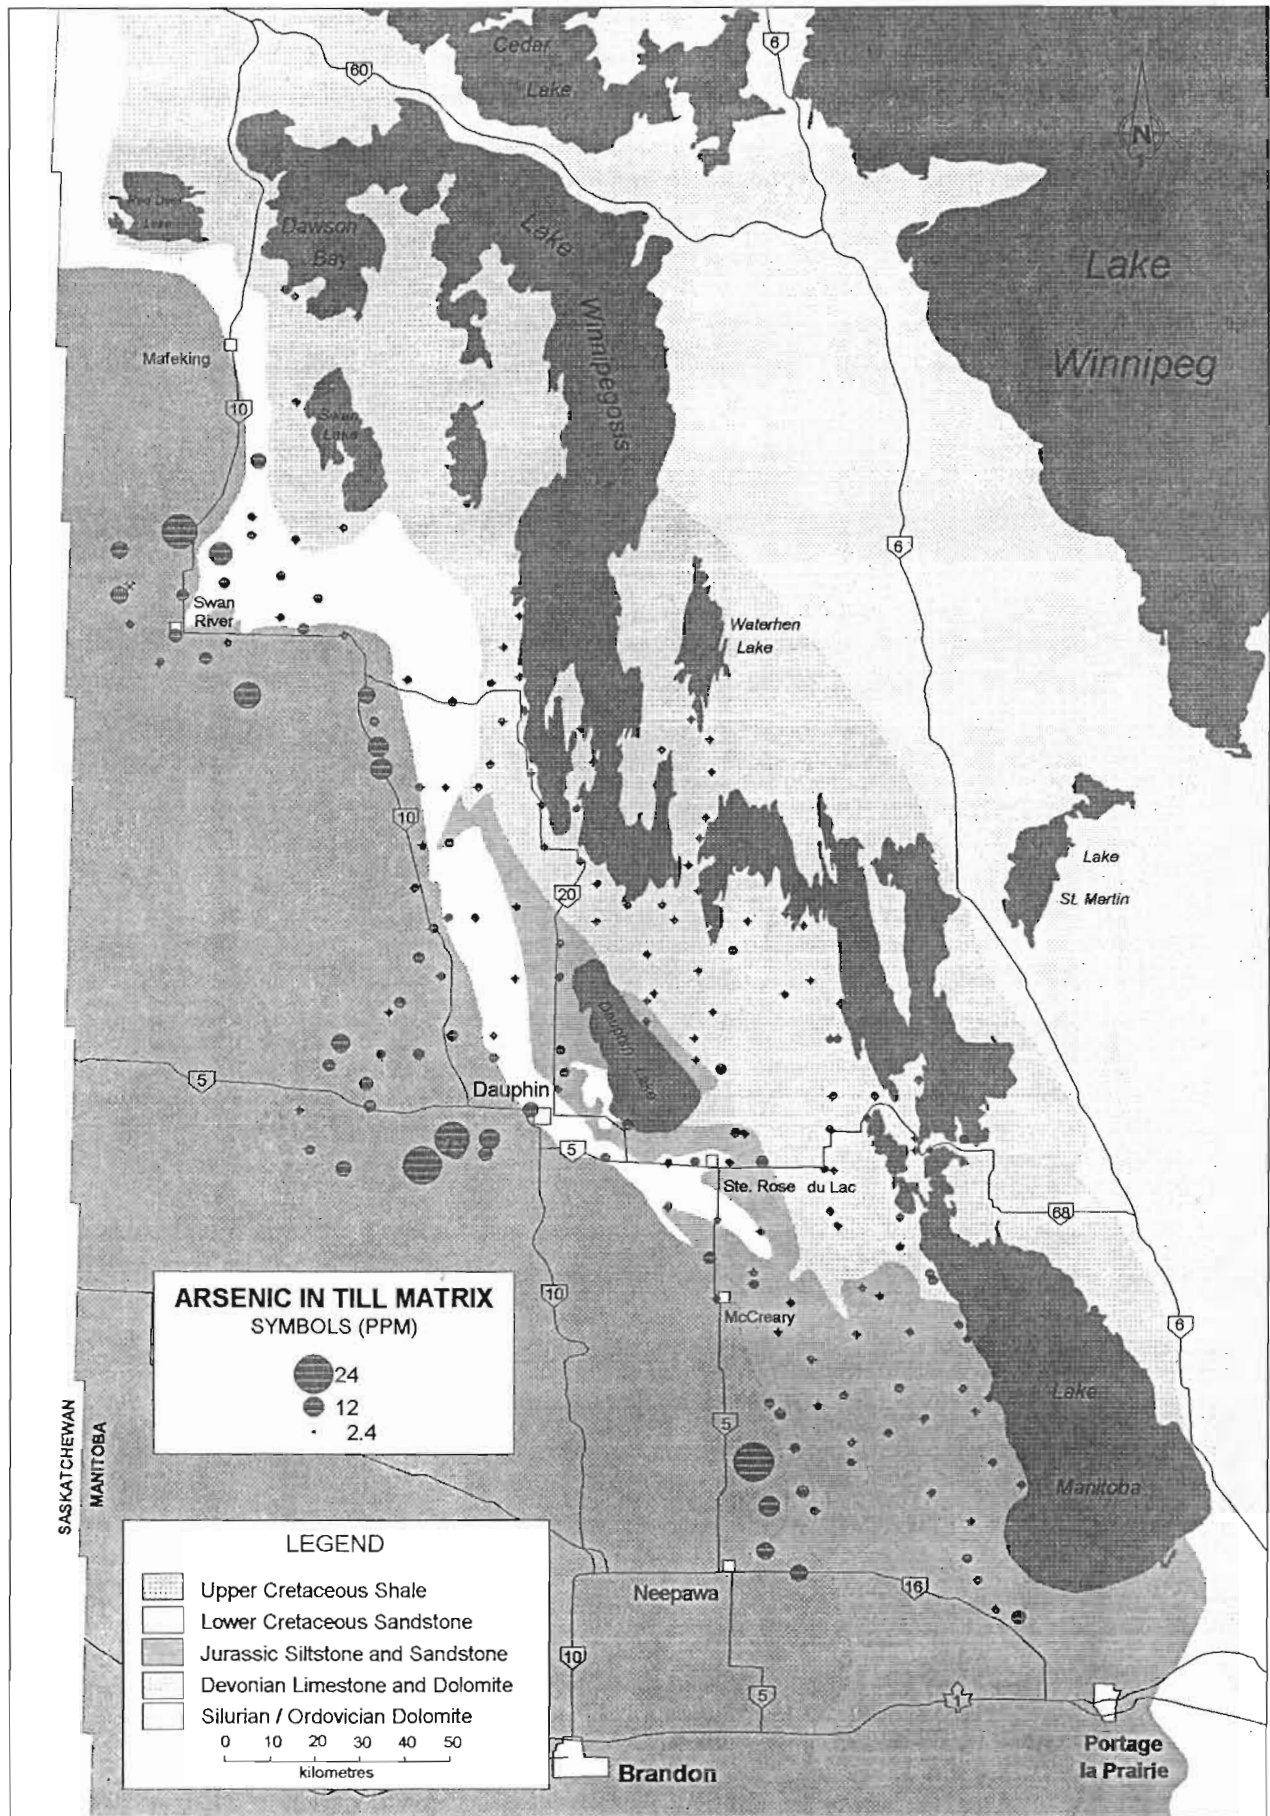 Cedar
Lake
6
60
N
Red Deer
Lake
Dawson
Bay
Lake
Winnipegosis
Lake
Winnipeg
Mafeking
10
Swan
Lake
6
Swan
River
Waterhen
Lake
10
Lake
St. Martin
20
Dauphin
Lake
5
Dauphin
5
Ste. Rose du Lac
68
10
McCreary
6
ARSENIC IN TILL MATRIX
SYMBOLS (PPM)
24
12
2.4
Lake
Manitoba
5
SASKATCHEWAN
MANITOBA
LEGEND
Upper Cretaceous Shale
Lower Cretaceous Sandstone
Jurassic Siltstone and Sandstone
Devonian Limestone and Dolomite
Silurian / Ordovician Dolomite
0 10 20 30 40 50
kilometres
Neepawa
16
10
5
1
Portage
la Prairie
Brandon